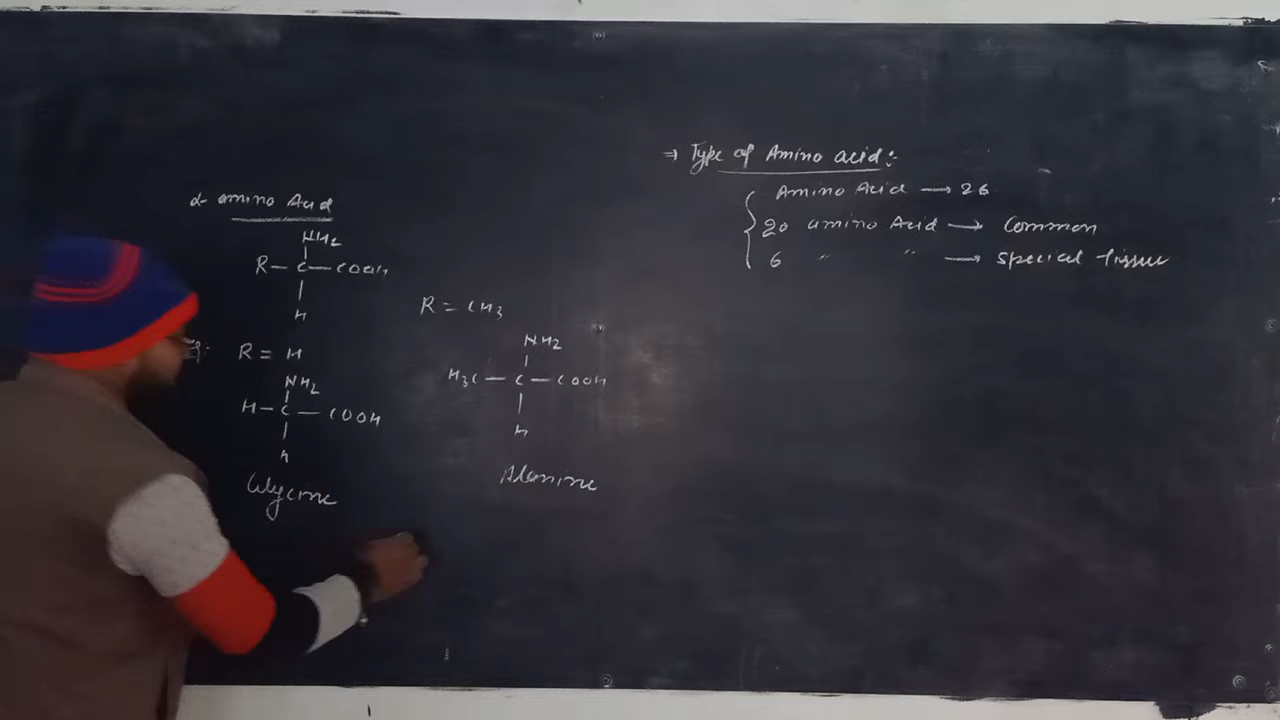 α- amino Acid
NH2
R – C – COOH
H
R = H
NH2
H – C – COOH
H
Glycine
R = CH3
NH2
H3C – C – COOH
H
Alanine
⇒ Type of Amino acid :-
Amino Acid → 26
20 amino Acid → Common
6 〃 〃 → special tissue